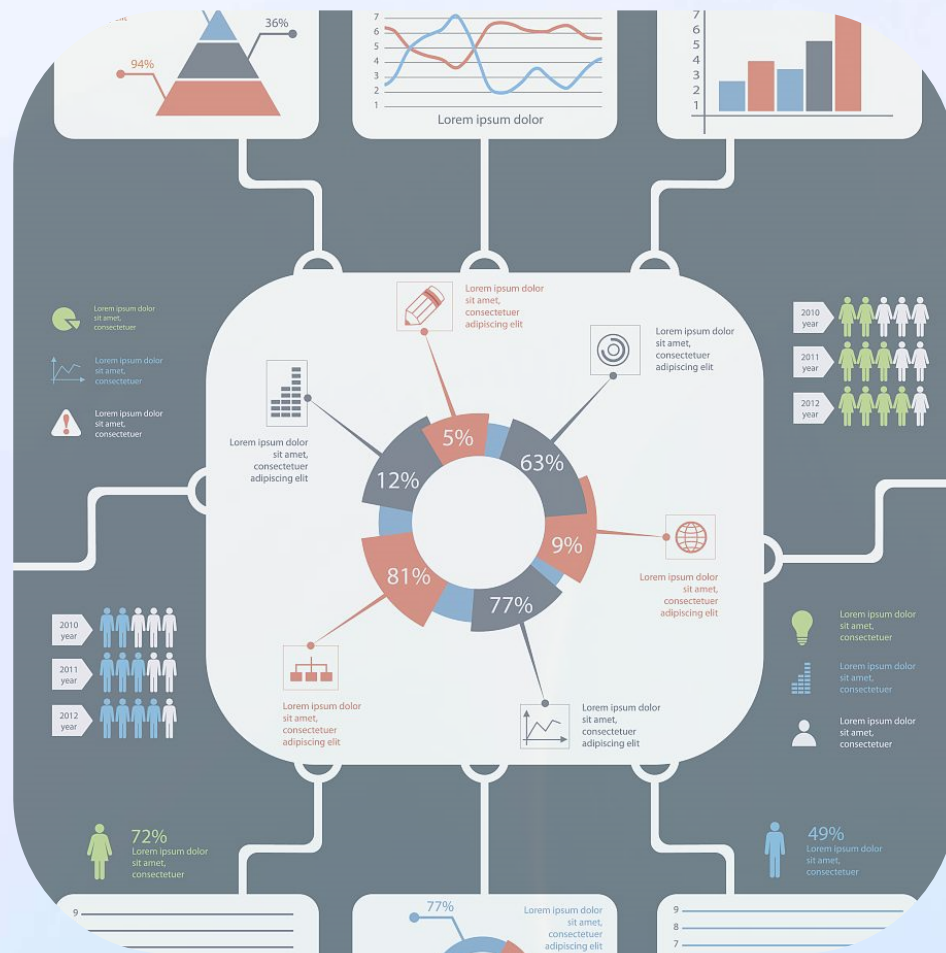 36%
94%
7
6
5
4
3
2
1
Lorem ipsum dolor
7
6
5
4
3
2
1
Lorem ipsum dolor
sit amet,
consectetuer
Lorem ipsum dolor
sit amet,
consectetuer
Lorem ipsum dolor
sit amet,
consectetuer
Lorem ipsum dolor
sit amet,
consectetuer
adipiscing elit
Lorem ipsum dolor
sit amet,
consectetuer
adipiscing elit
Lorem ipsum dolor
sit amet,
consectetuer
adipiscing elit
5%
63%
12%
9%
81%
77%
Lorem ipsum dolor
sit amet,
consectetuer
adipiscing elit
Lorem ipsum dolor
sit amet,
consectetuer
adipiscing elit
Lorem ipsum dolor
sit amet,
consectetuer
adipiscing elit
2010
year
2011
year
2012
year
2010
year
2011
year
2012
year
Lorem ipsum dolor
sit amet,
consectetuer
Lorem ipsum dolor
sit amet,
consectetuer
Lorem ipsum dolor
sit amet,
consectetuer
72%
Lorem ipsum dolor
sit amet,
consectetuer
49%
Lorem ipsum dolor
sit amet,
consectetuer
9
77%
Lorem ipsum dolor
sit amet,
consectetuer
adipiscing elit
9
8
7